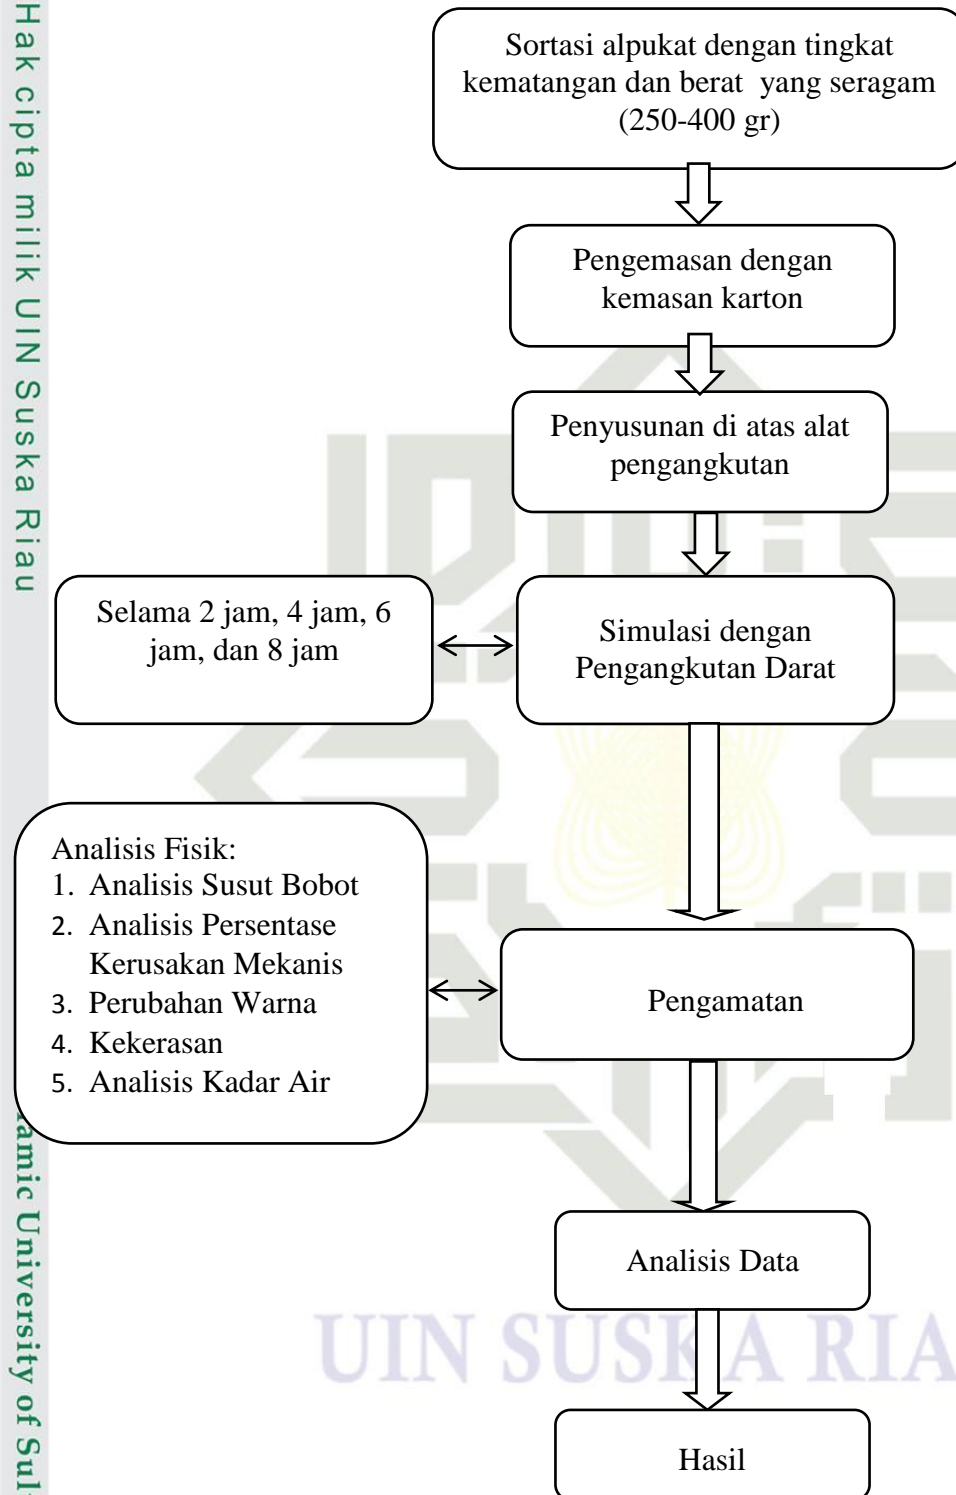 Hak cipta milik UIN Suska Riau
Sortasi alpukat dengan tingkat
kematangan dan berat yang seragam
(250-400 gr)
Pengemasan dengan
kemasan karton
Penyusunan di atas alat
pengangkutan
Selama 2 jam, 4 jam, 6
jam, dan 8 jam
Simulasi dengan
Pengangkutan Darat
Analisis Fisik:
1. Analisis Susut Bobot
2. Analisis Persentase
Kerusakan Mekanis
3. Perubahan Warna
4. Kekerasan
5. Analisis Kadar Air
Pengamatan
Analisis Data
Hasil
lamic University of Sul
UIN SUSKA RIA